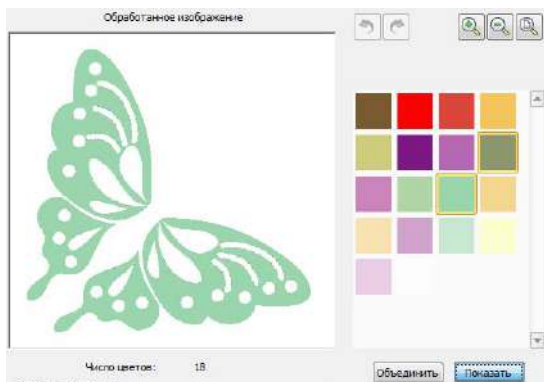 Обработанное изображение
Число цветов: 18
Объединить
Показать